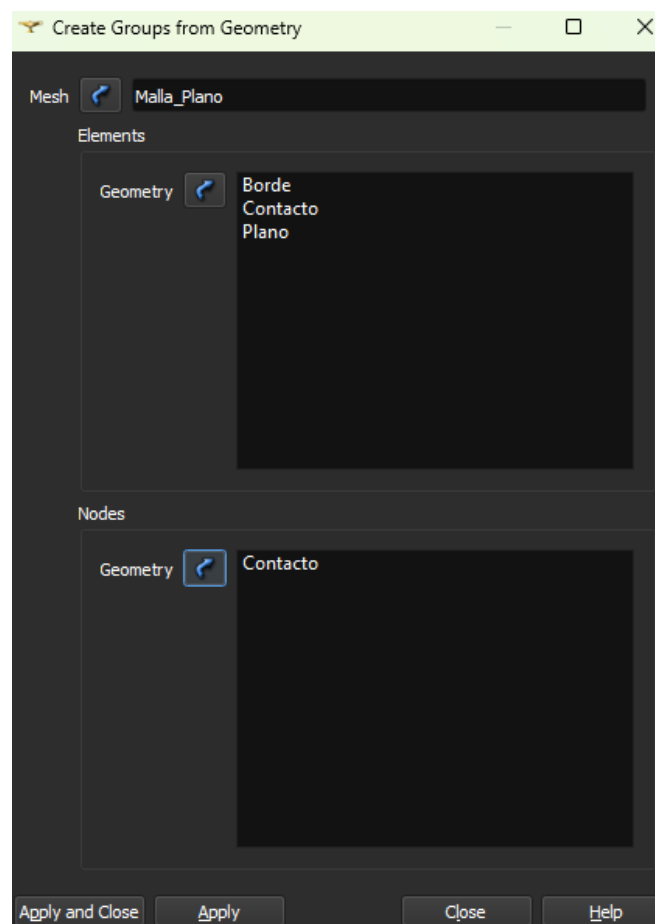 Create Groups from Geometry
Mesh Malla_Plano
Elements
Geometry
Borde
Contacto
Plano
Nodes
Geometry
Contacto
Apply and Close Apply Close Help